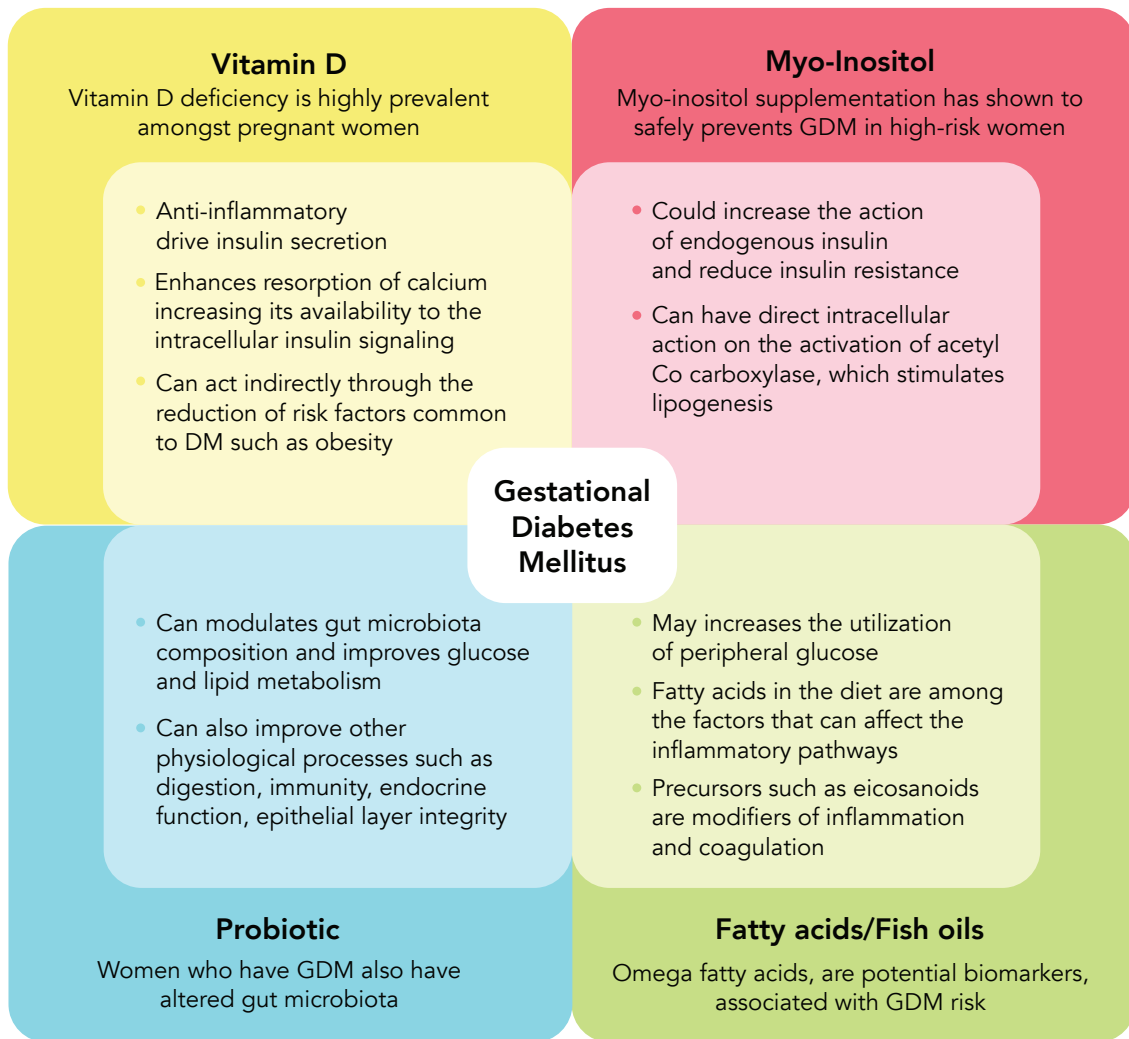 Vitamin D
Vitamin D deficiency is highly prevalent
amongst pregnant women
Anti-inflammatory
drive insulin secretion
Enhances resorption of calcium
increasing its availability to the
intracellular insulin signaling
Can act indirectly through the
reduction of risk factors common
to DM such as obesity
Myo-Inositol
Myo-inositol supplementation has shown to
safely prevents GDM in high-risk women
Could increase the action
of endogenous insulin
and reduce insulin resistance
Can have direct intracellular
action on the activation of acetyl
Co carboxylase, which stimulates
lipogenesis
Gestational
Diabetes
Mellitus
Can modulates gut microbiota
composition and improves glucose
and lipid metabolism
Can also improve other
physiological processes such as
digestion, immunity, endocrine
function, epithelial layer integrity
Probiotic
Women who have GDM also have
altered gut microbiota
May increases the utilization
of peripheral glucose
Fatty acids in the diet are among
the factors that can affect the
inflammatory pathways
Precursors such as eicosanoids
are modifiers of inflammation
and coagulation
Fatty acids/Fish oils
Omega fatty acids, are potential biomarkers,
associated with GDM risk